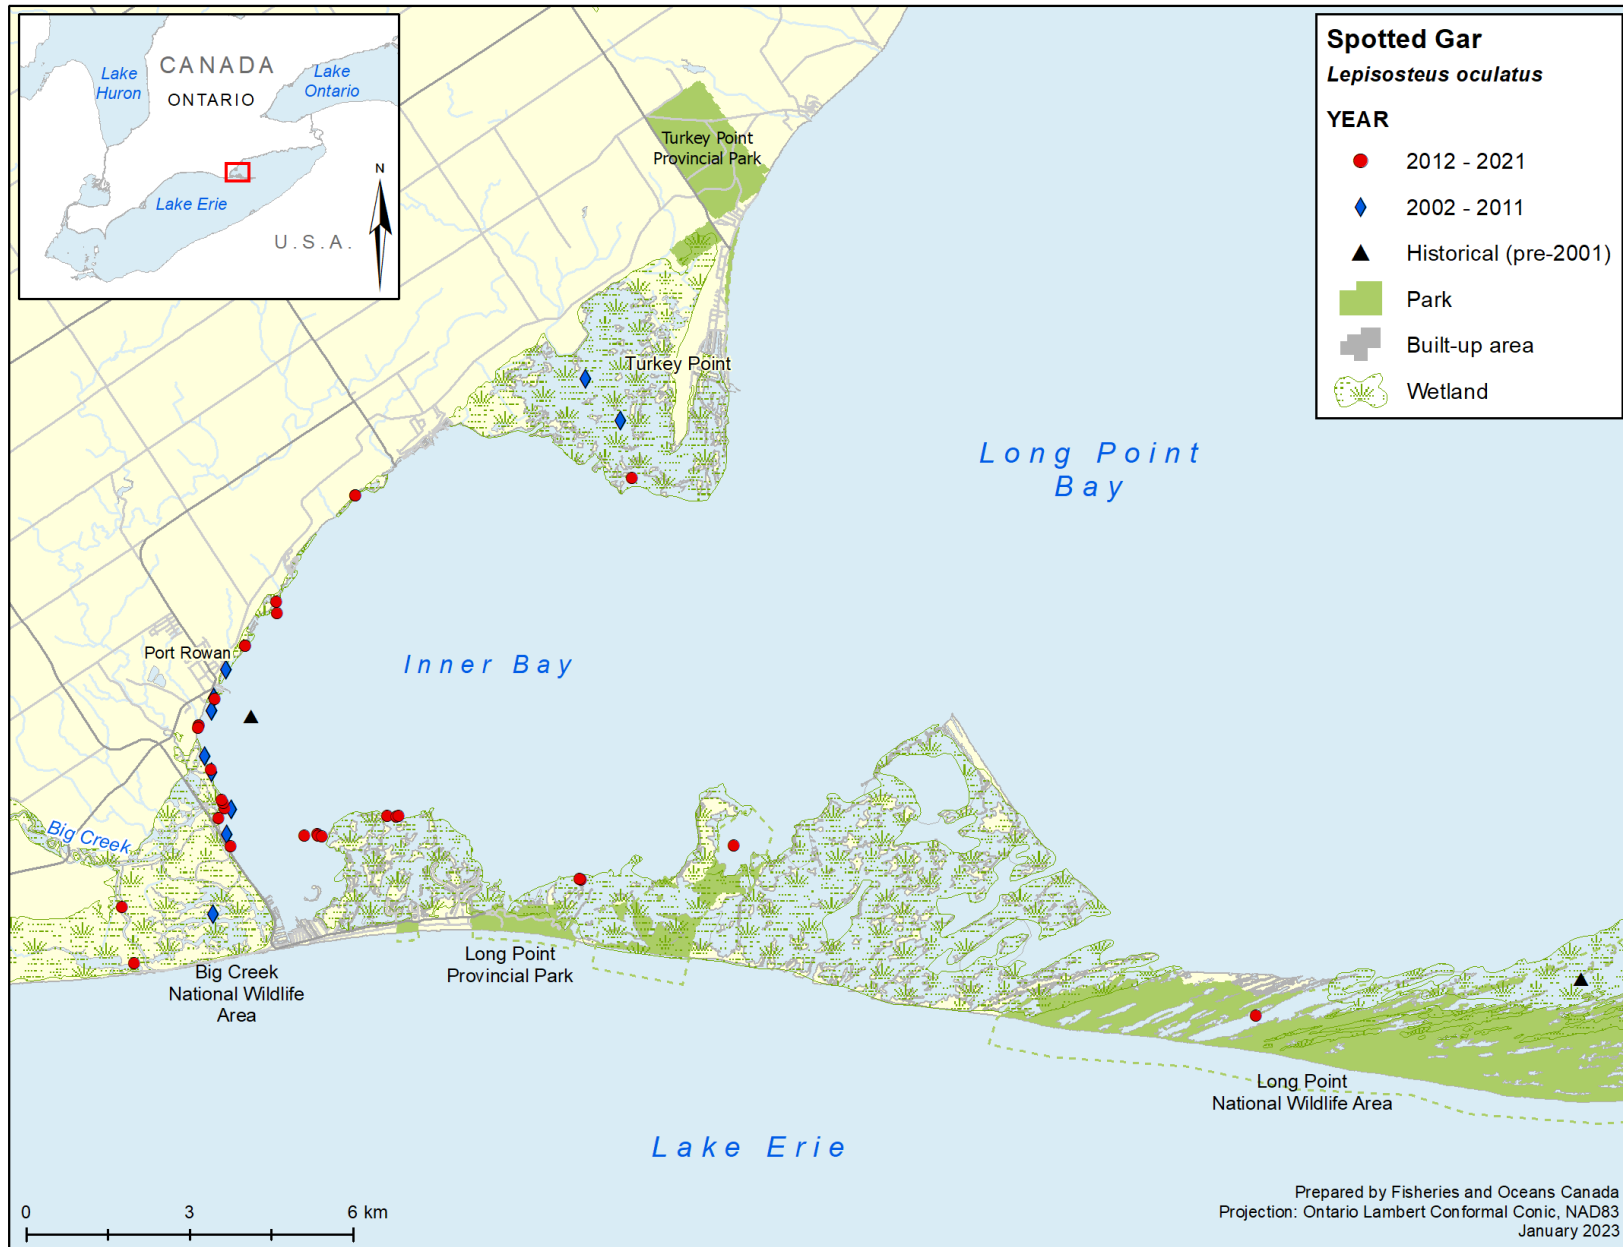 CANADA
ONTARIO
Lake
Huron
Lake
Ontario
Lake Erie
U.S.A.
N
Spotted Gar
Lepisosteus oculatus
YEAR
2012 - 2021
2002 - 2011
Historical (pre-2001)
Park
Built-up area
Wetland
Turkey Point
Provincial Park
Turkey Point
Long Point
Bay
Port Rowan
Inner Bay
Big Creek
Big Creek
National Wildlife
Area
Long Point
Provincial Park
Long Point
National Wildlife Area
Lake Erie
0 3 6 km
Prepared by Fisheries and Oceans Canada
Projection: Ontario Lambert Conformal Conic, NAD83
January 2023